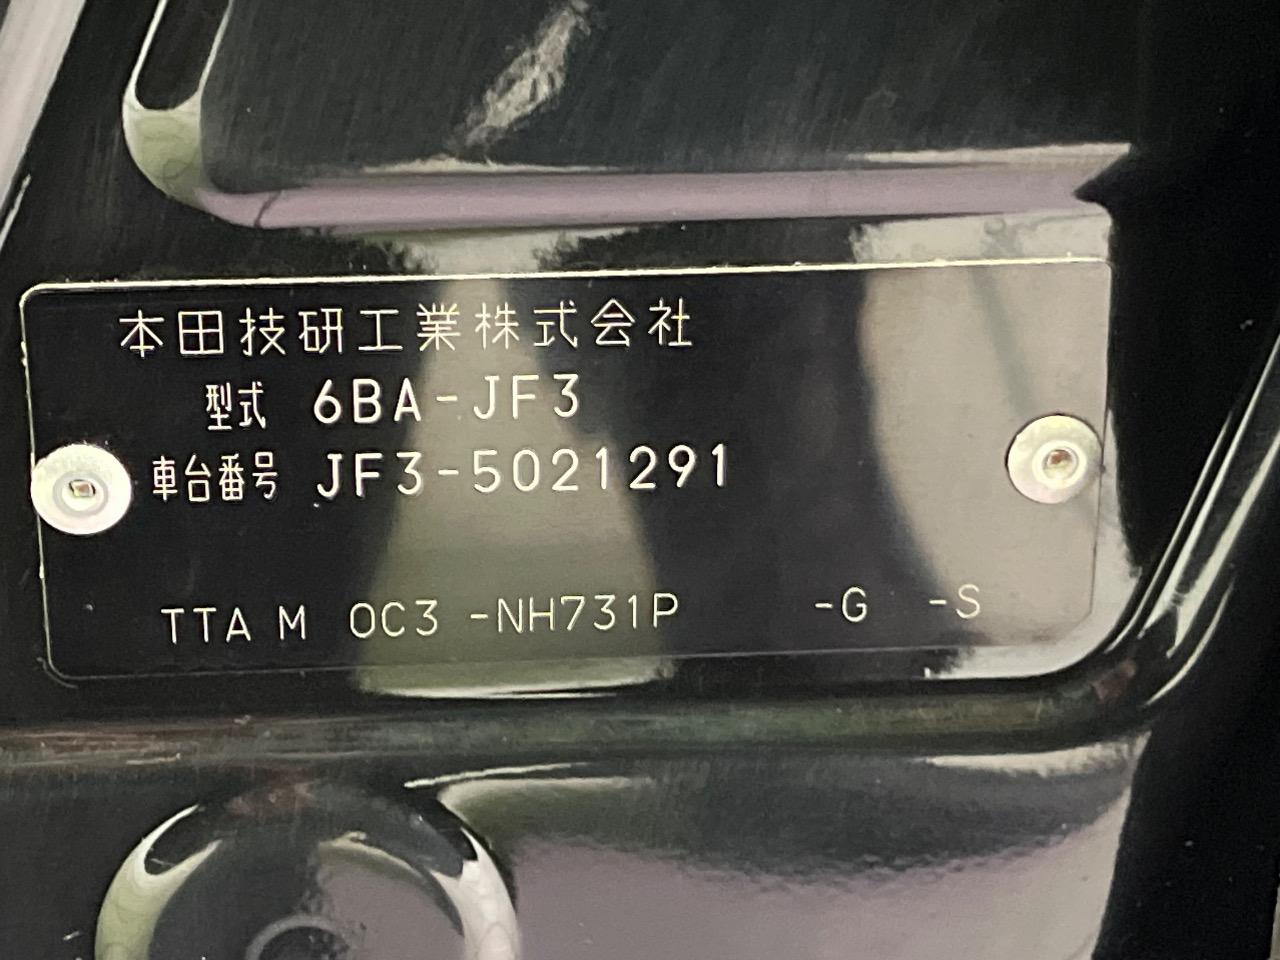 本田技研工業株式会社
型式 6BA-JF3
車台番号 JF3-5021291
TTA M 0C3 -NH731P -G -S